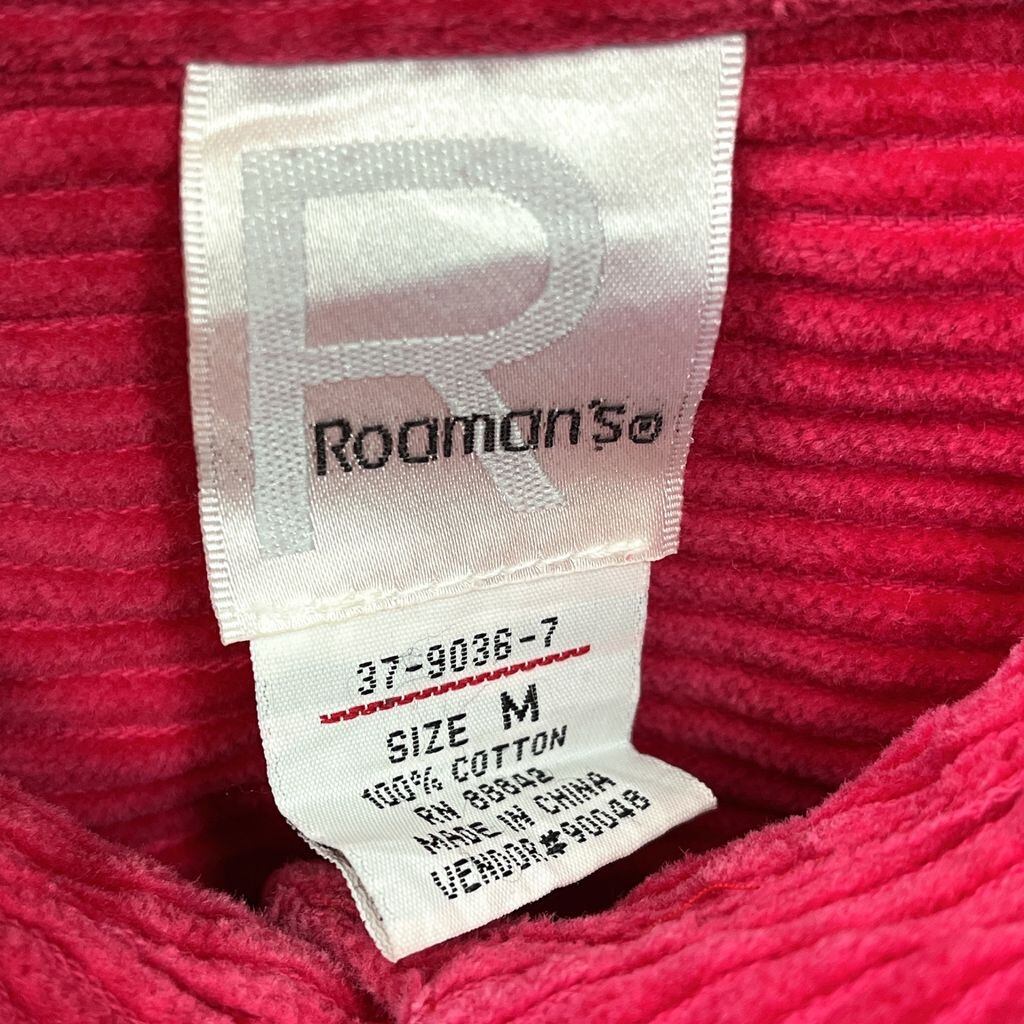 R
Roaman's®
37-9036-7
SIZE M
100% COTTON
RN 88842
MADE IN CHINA
VENDOR#90048